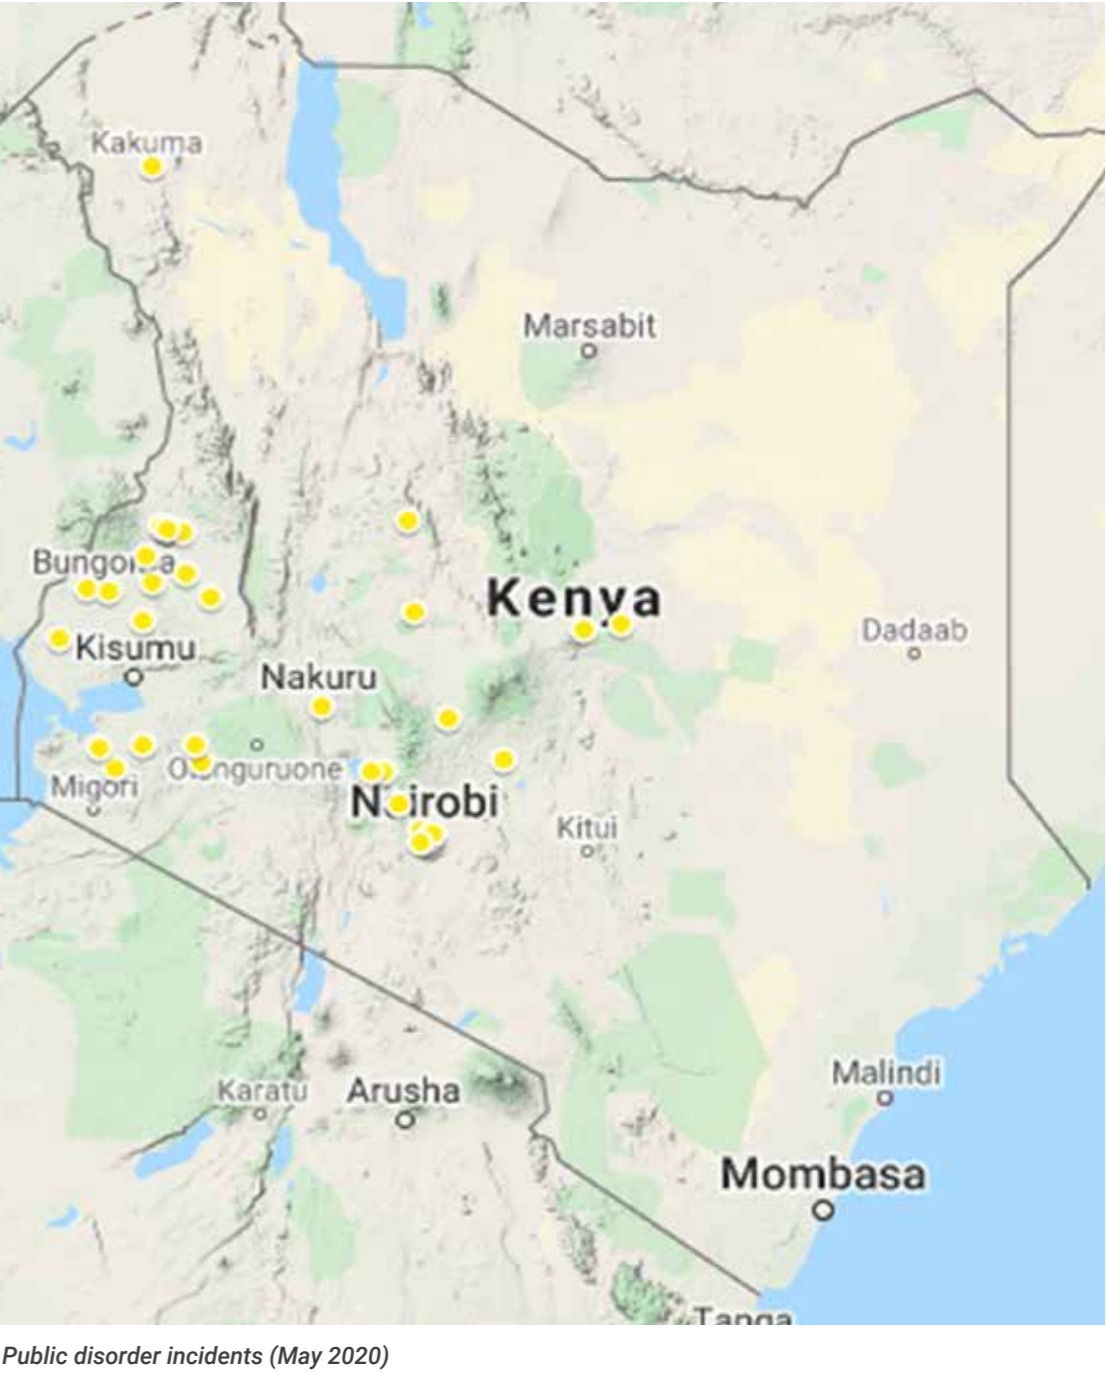 Kakuma
Marsabit
Bungoma
Kenya
Kisumu
Dadaab
Nakuru
Olenguruone
Migori
Nairobi
Kitui
Malindi
Karatu
Arusha
Mombasa
Tanga
Public disorder incidents (May 2020)